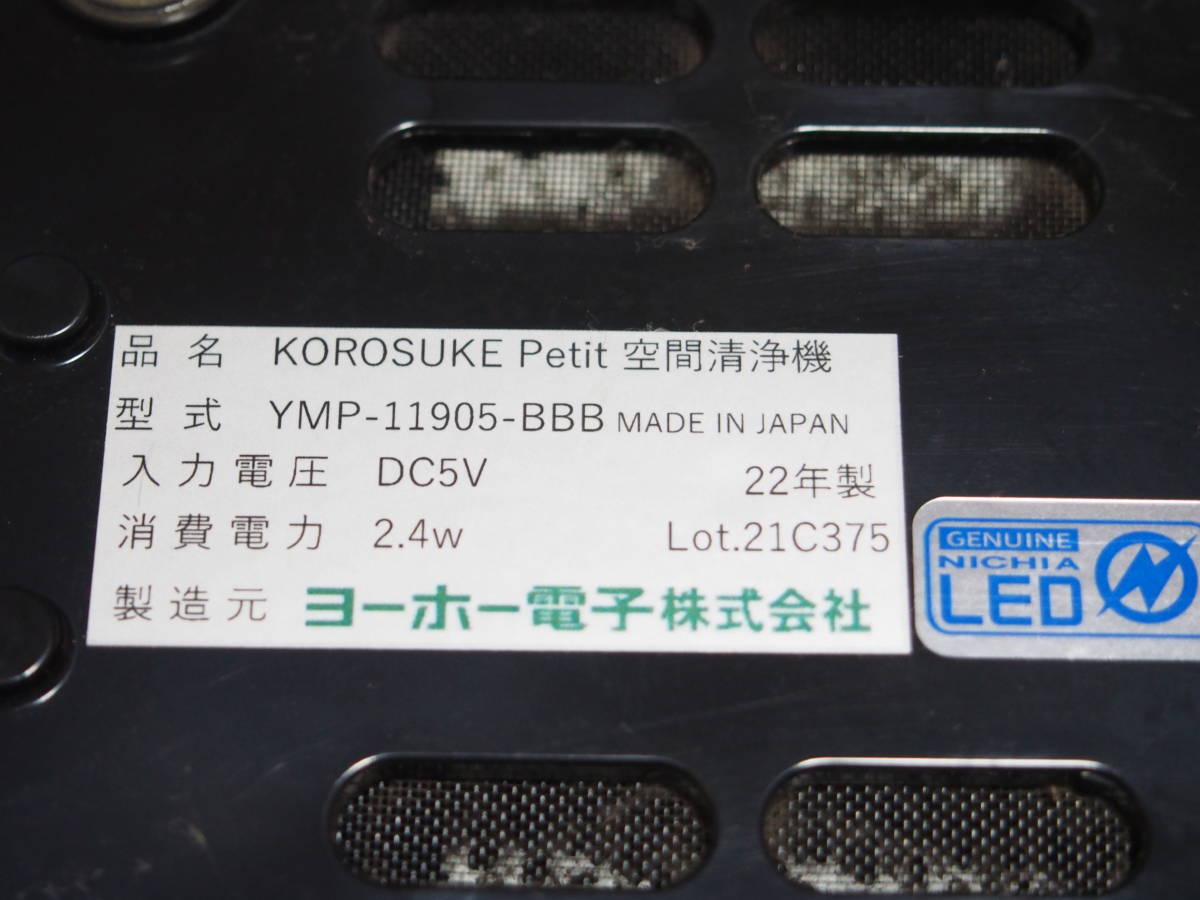 品名 KOROSUKE Petit 空間清浄機
型式 YMP-11905-BBB MADE IN JAPAN
入力電圧 DC5V 22年製
消費電力 2.4w Lot.21C375
製造元 ヨーホー電子株式会社
GENUINE
NICHIA
LED